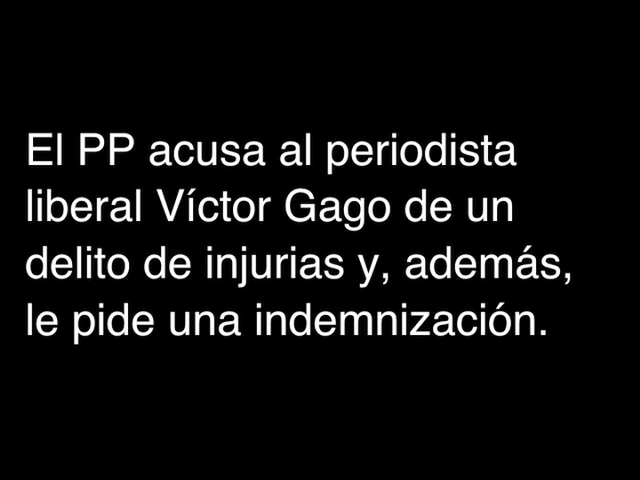 El PP acusa al periodista
liberal Víctor Gago de un
delito de injurias y, además,
le pide una indemnización.